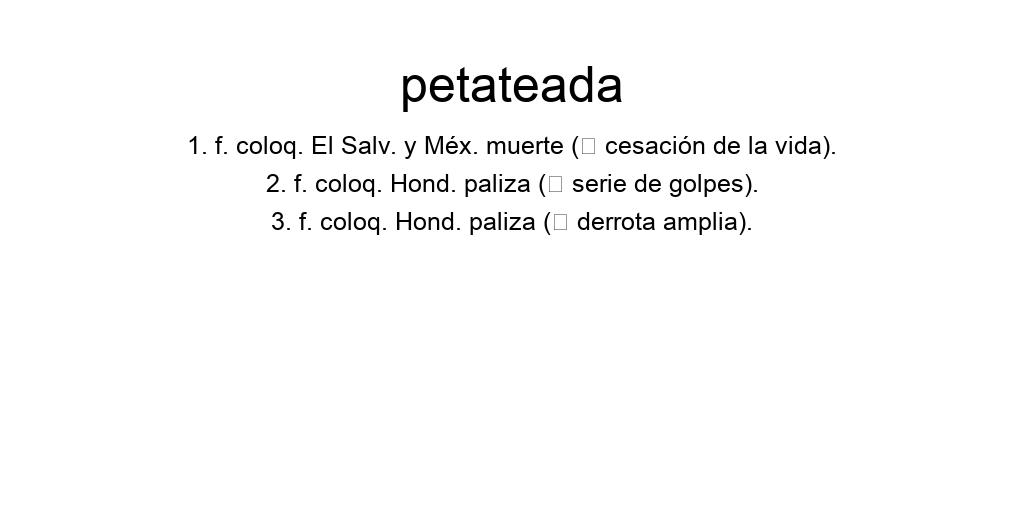 petateada
1. f. coloq. El Salv. y Méx. muerte (▯ cesación de la vida).
2. f. coloq. Hond. paliza (▯ serie de golpes).
3. f. coloq. Hond. paliza (▯ derrota amplia).